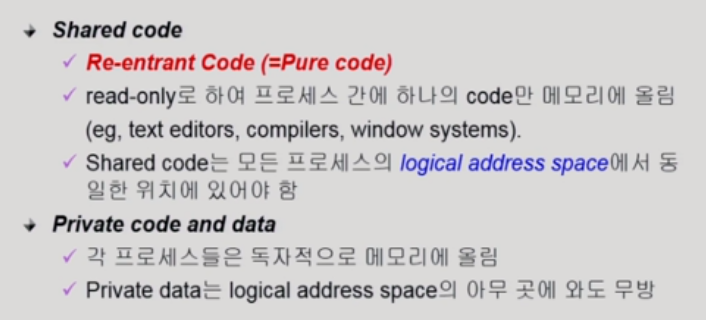 Shared code
Re-entrant Code (=Pure code)
read-only로 하여 프로세스 간에 하나의 code만 메모리에 올림
(eg, text editors, compilers, window systems).
Shared code는 모든 프로세스의 logical address space에서 동
일한 위치에 있어야 함
Private code and data
각 프로세스들은 독자적으로 메모리에 올림
Private data는 logical address space의 아무 곳에 와도 무방